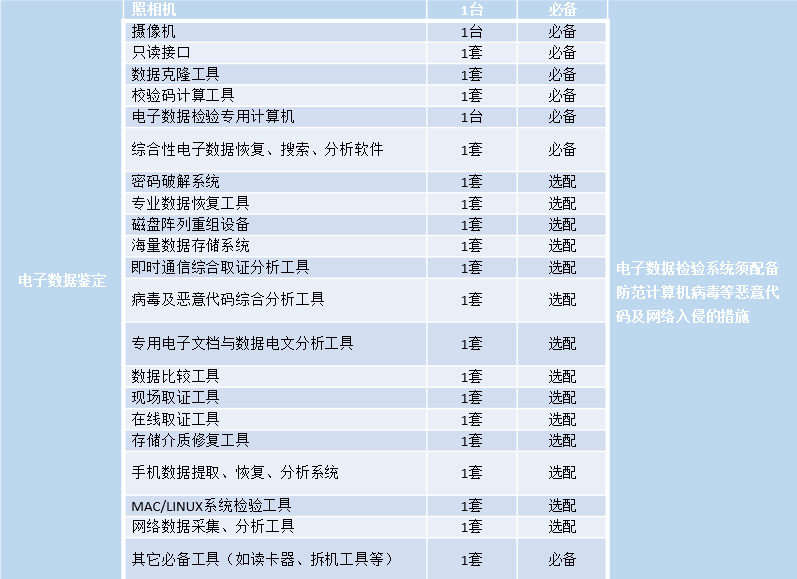 照相机 1台 必备
摄像机 1台 必备
只读接口 1套 必备
数据克隆工具 1套 必备
校验码计算工具 1套 必备
电子数据检验专用计算机 1台 必备
综合性电子数据恢复、搜索、分析软件 1套 必备
密码破解系统 1套 选配
专业数据恢复工具 1套 选配
磁盘阵列重组设备 1套 选配
海量数据存储系统 1套 选配
即时通信综合取证分析工具 1套 选配
电子数据鉴定
电子数据检验系统须配备
防范计算机病毒等恶意代
码及网络入侵的措施
病毒及恶意代码综合分析工具 1套 选配
专用电子文档与数据电文分析工具 1套 选配
数据比较工具 1套 选配
现场取证工具 1套 选配
在线取证工具 1套 选配
存储介质修复工具 1套 选配
手机数据提取、恢复、分析系统 1套 选配
MAC/LINUX系统检验工具 1套 选配
网络数据采集、分析工具 1套 选配
其它必备工具（如读卡器、拆机工具等） 1套 必备